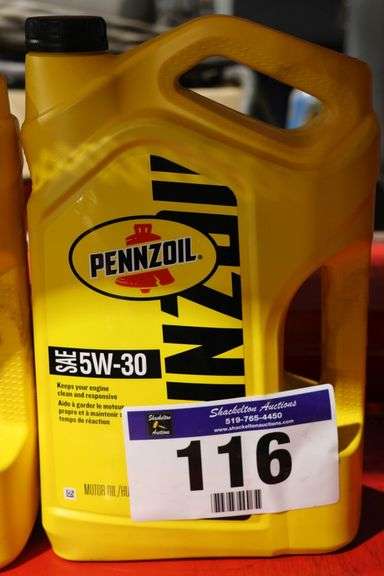 PENNZOIL®
SAE 5W-30
Keeps your engine
clean and responsive
Aide à garder le moteur
propre et à maintenir
temps de réaction
MOTOR OIL/HU
Shackelton Auctions
519-765-4450
www.shackeltonauctions.com
Shackelton
Auctions
116